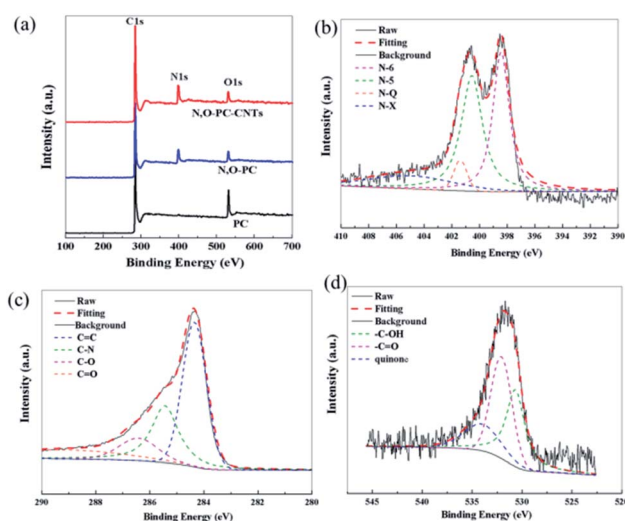 (a)
C1s
N1s
O1s
N,O-PC-CNTs
N,O-PC
PC
Intensity (a.u.)
100 200 300 400 500 600 700
Binding Energy (eV)
(b)
Raw
Fitting
Background
N-6
N-5
N-Q
N-X
Intensity (a.u.)
410 408 406 404 402 400 398 396 394 392 390
Binding Energy (eV)
(c)
Raw
Fitting
Background
C=C
C-N
C-O
C=O
Intensity (a.u.)
290 288 286 284 282 280
Binding Energy (eV)
(d)
Raw
Fitting
Background
-C-OH
-C=O
quinone
Intensity (a.u.)
545 540 535 530 525 520
Binding Energy (eV)